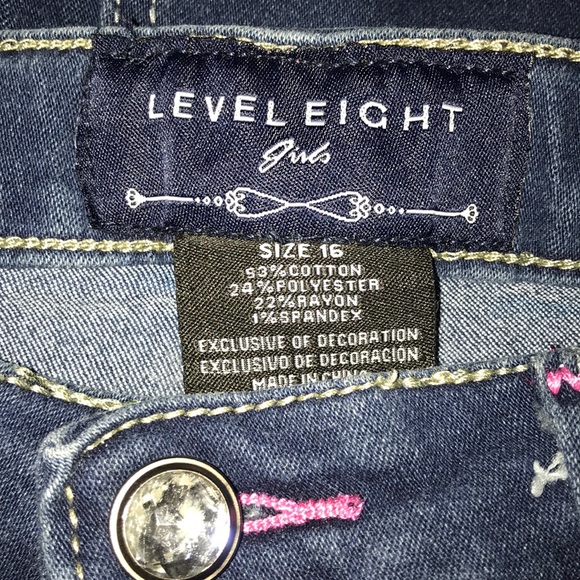 LEVEL EIGHT
Girls
SIZE 16
53%COTTON
24%POLYESTER
22%RAYON
1%SPANDEX
EXCLUSIVE OF DECORATION
EXCLUSIVO DE DECORACIÓN
MADE IN CHINA